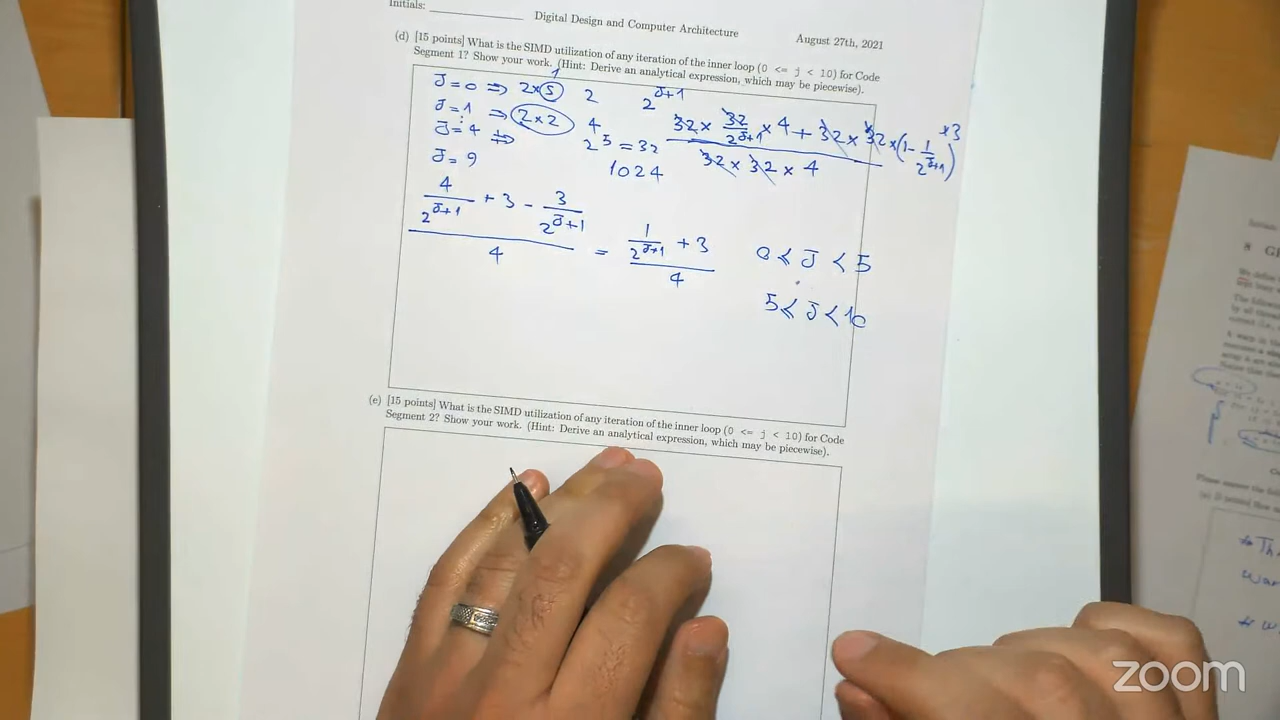 Initials:
Digital Design and Computer Architecture
August 27th, 2021
(d) [15 points] What is the SIMD utilization of any iteration of the inner loop (0 <= j < 10) for Code
Segment 1? Show your work. (Hint: Derive an analytical expression, which may be piecewise).
J=0 ⇒ 2×5 1 2 2^(J+1)
J=1 ⇒ 2×2 4
⋮
J=4 ⇒ 2^5 = 32
J=9 1024
(32 × 32/2^(J+1) × 4 + 32 × 32 × (1 - 1/2^(J+1)) × 3) / (32 × 32 × 4)
(4/2^(J+1) + 3 - 3/2^(J+1)) / 4 = (1/2^(J+1) + 3) / 4 0 ≤ J < 5
5 ≤ J < 10
(e) [15 points] What is the SIMD utilization of any iteration of the inner loop (0 <= j < 10) for Code
Segment 2? Show your work. (Hint: Derive an analytical expression, which may be piecewise).
zoom